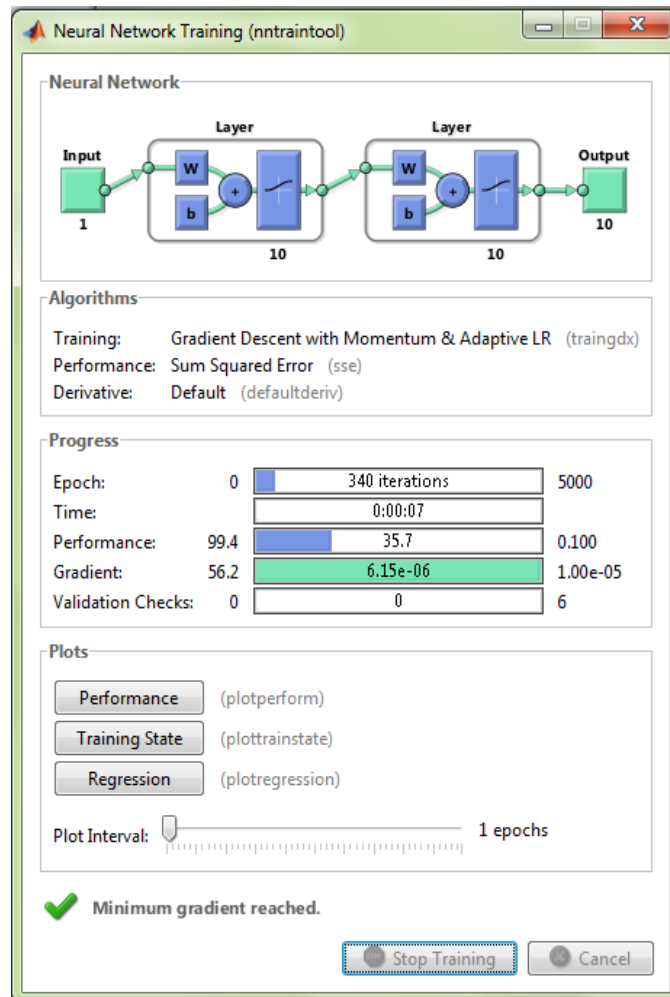 Neural Network Training (nntraintool)
Neural Network
Layer Layer
Input Output
W W
+ +
b b
1 10
10 10
Algorithms
Training: Gradient Descent with Momentum & Adaptive LR (traingdx)
Performance: Sum Squared Error (sse)
Derivative: Default (defaultderiv)
Progress
Epoch: 0 340 iterations 5000
Time: 0:00:07
Performance: 99.4 35.7 0.100
Gradient: 56.2 6.15e-06 1.00e-05
Validation Checks: 0 0 6
Plots
Performance (plotperform)
Training State (plottrainstate)
Regression (plotregression)
Plot Interval: 1 epochs
Minimum gradient reached.
Stop Training Cancel